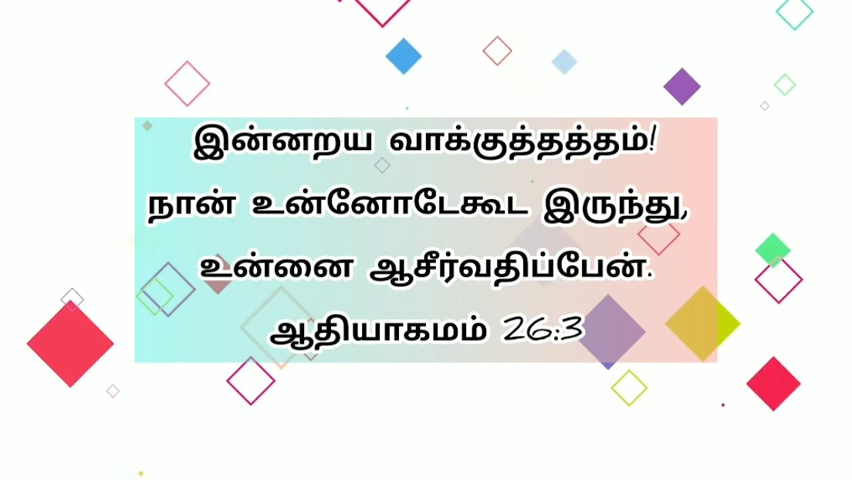 இன்னறய வாக்குத்தத்தம்!
நான் உன்னோடேகூட இருந்து,
உன்னை ஆசீர்வதிப்பேன்.
ஆதியாகமம் 26:3